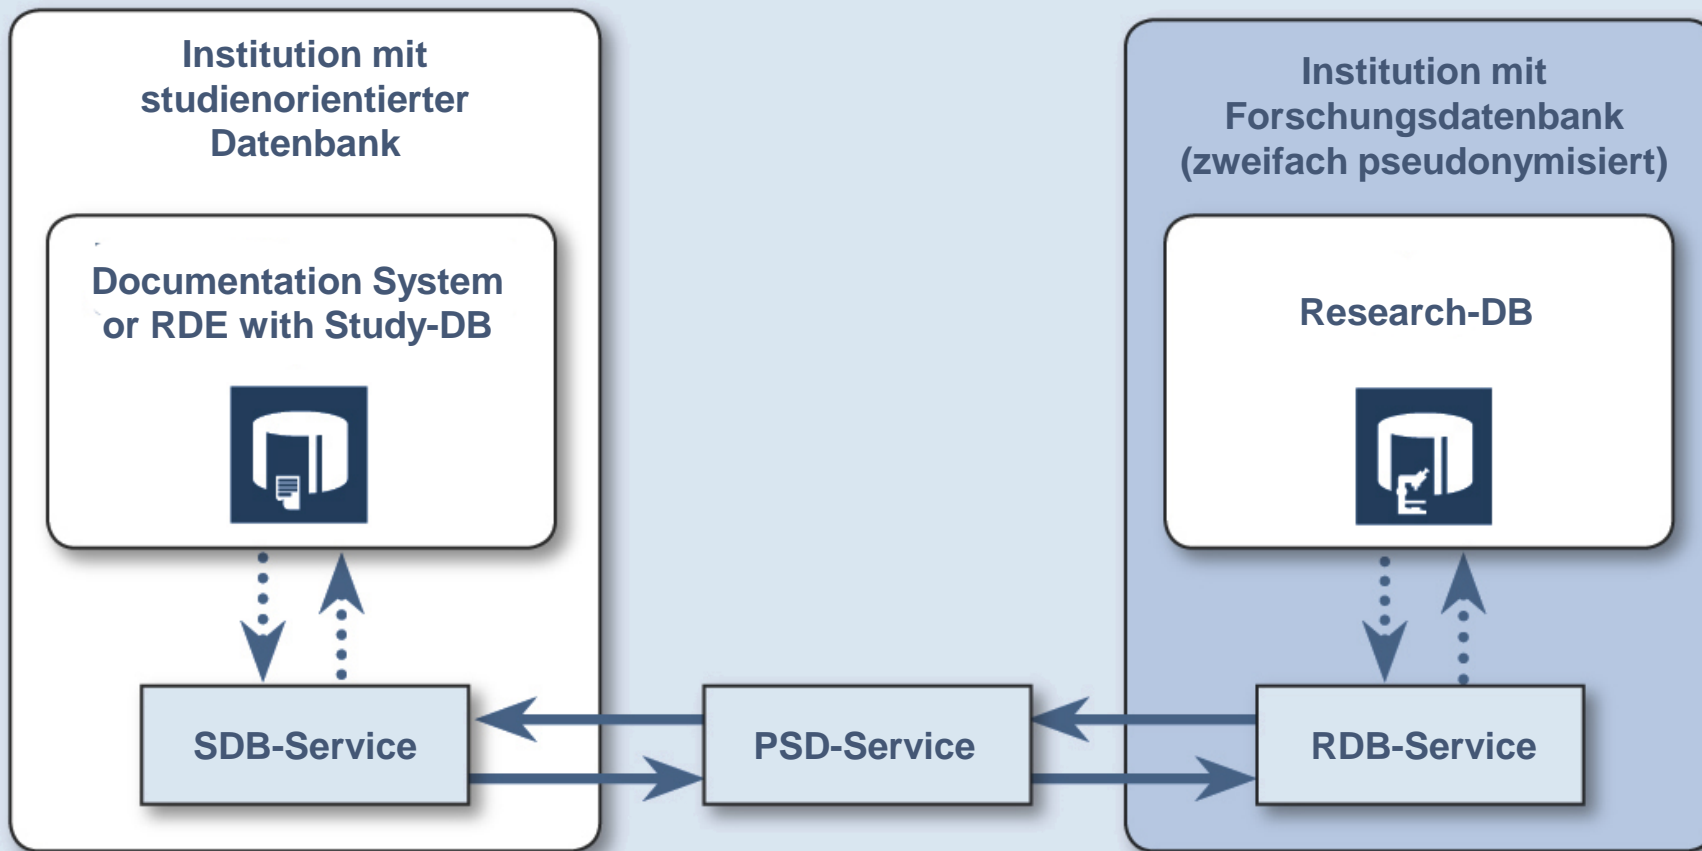 Institution mit
studienorientierter
Datenbank
Documentation System
or RDE with Study-DB
SDB-Service
PSD-Service
Institution mit
Forschungsdatenbank
(zweifach pseudonymisiert)
Research-DB
RDB-Service